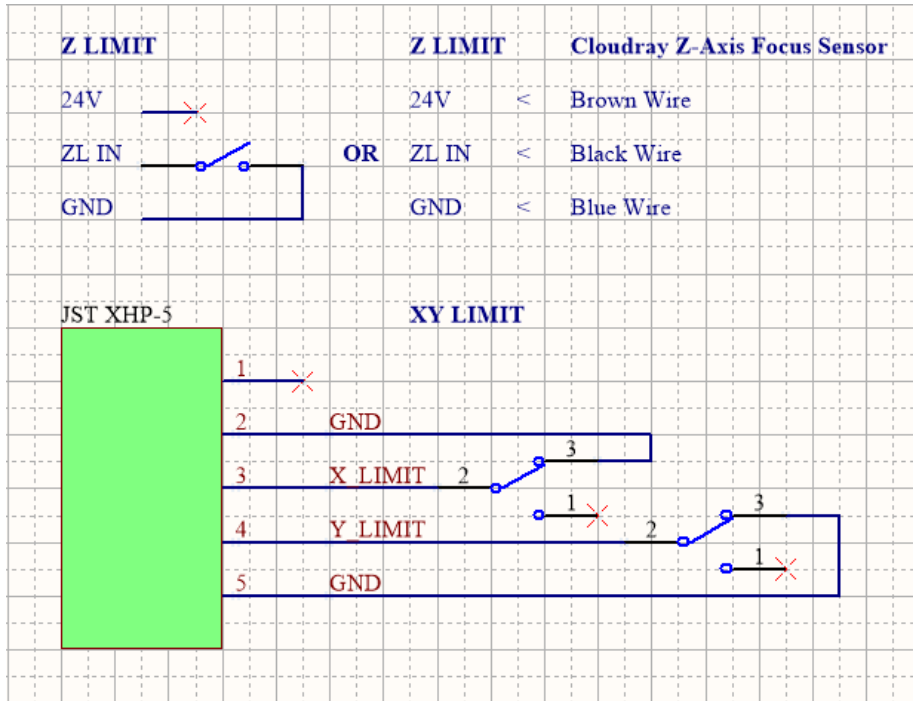 Z LIMIT
Z LIMIT Cloudray Z-Axis Focus Sensor
24V
24V < Brown Wire
ZL IN
OR
ZL IN < Black Wire
GND
GND < Blue Wire
JST XHP-5
XY LIMIT
1
2 GND
3
3 X_LIMIT 2
1
3
4 Y_LIMIT 2
1
5 GND